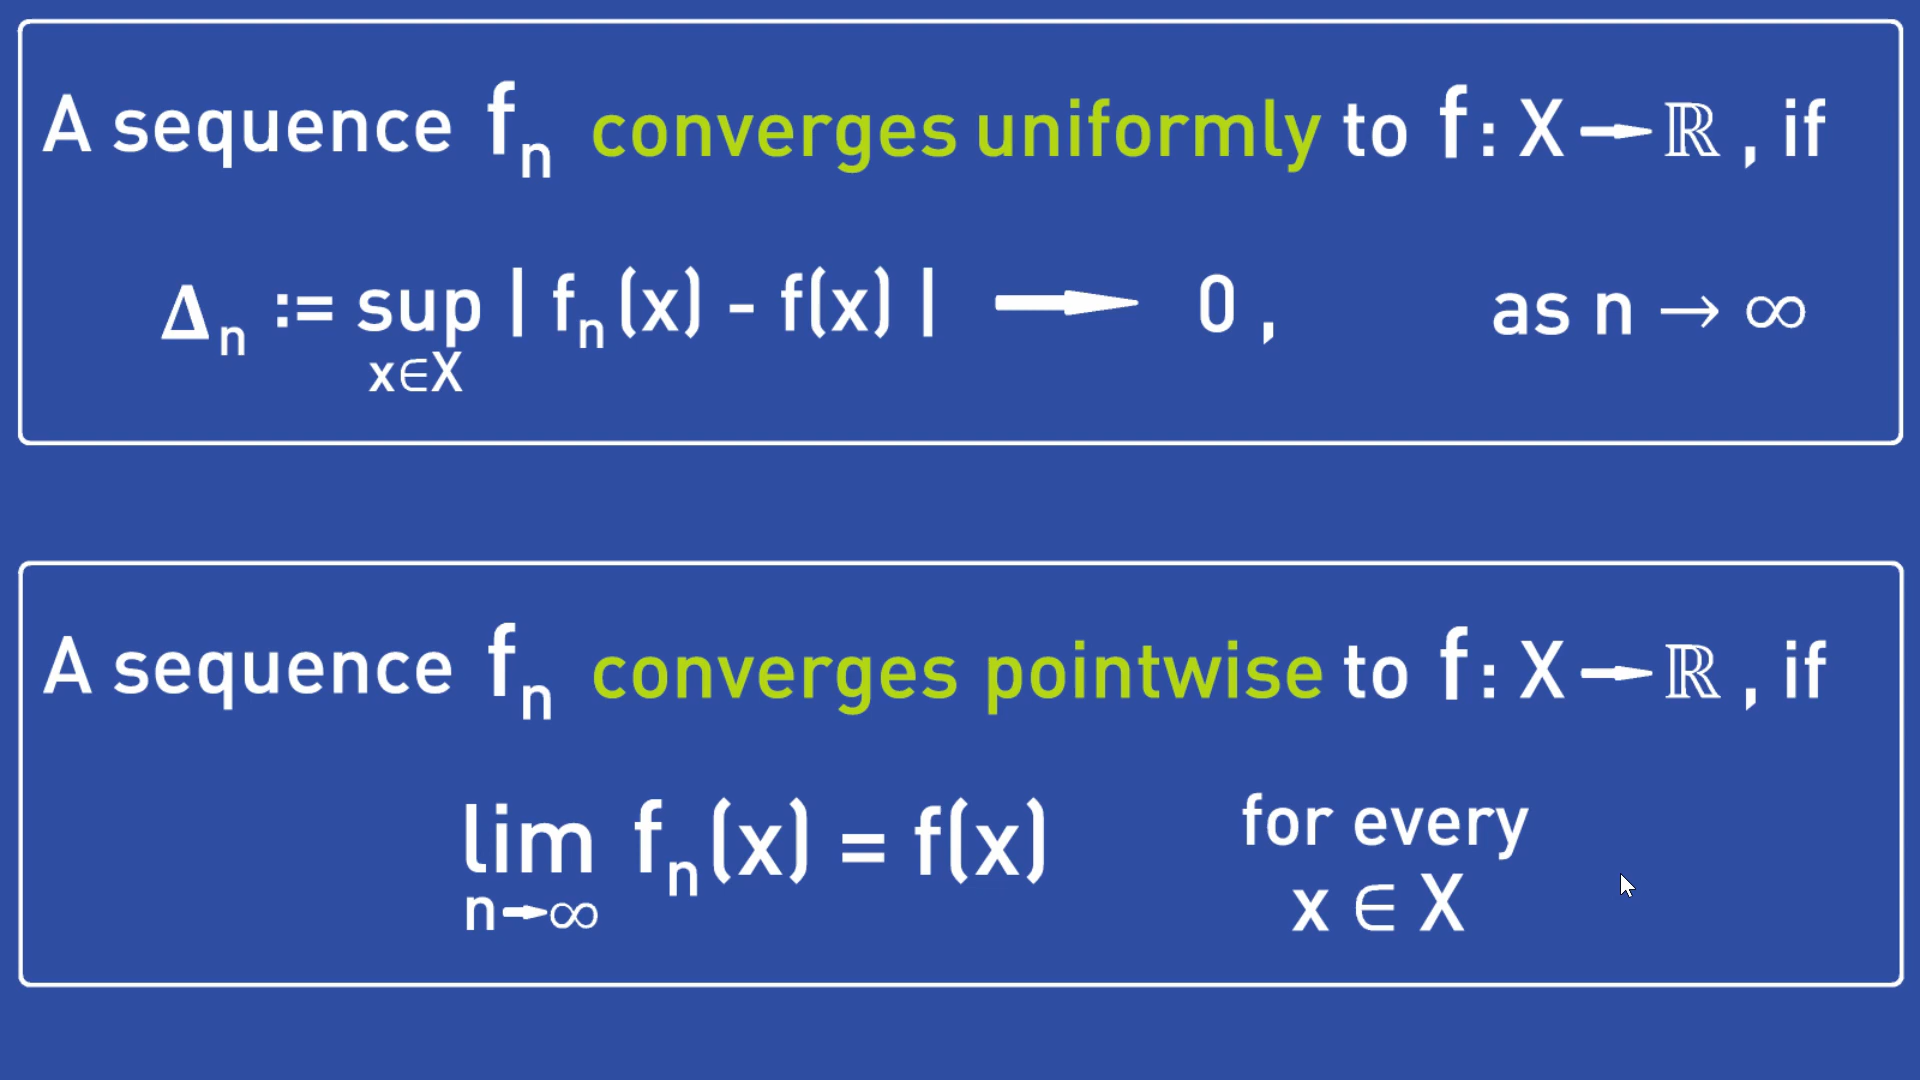 A sequence fₙ converges uniformly to f : X → ℝ , if
Δₙ := sup | fₙ(x) - f(x) | → 0 , as n → ∞
x∈X
A sequence fₙ converges pointwise to f : X → ℝ , if
lim fₙ(x) = f(x) for every
n→∞ x ∈ X